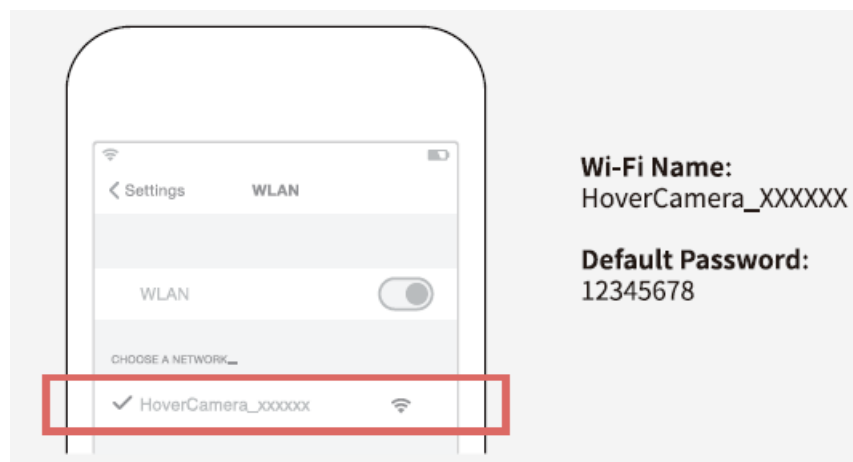 Settings
WLAN
WLAN
CHOOSE A NETWORK
HoverCamera_xxxxxx
Wi-Fi Name:
HoverCamera_XXXXXX
Default Password:
12345678